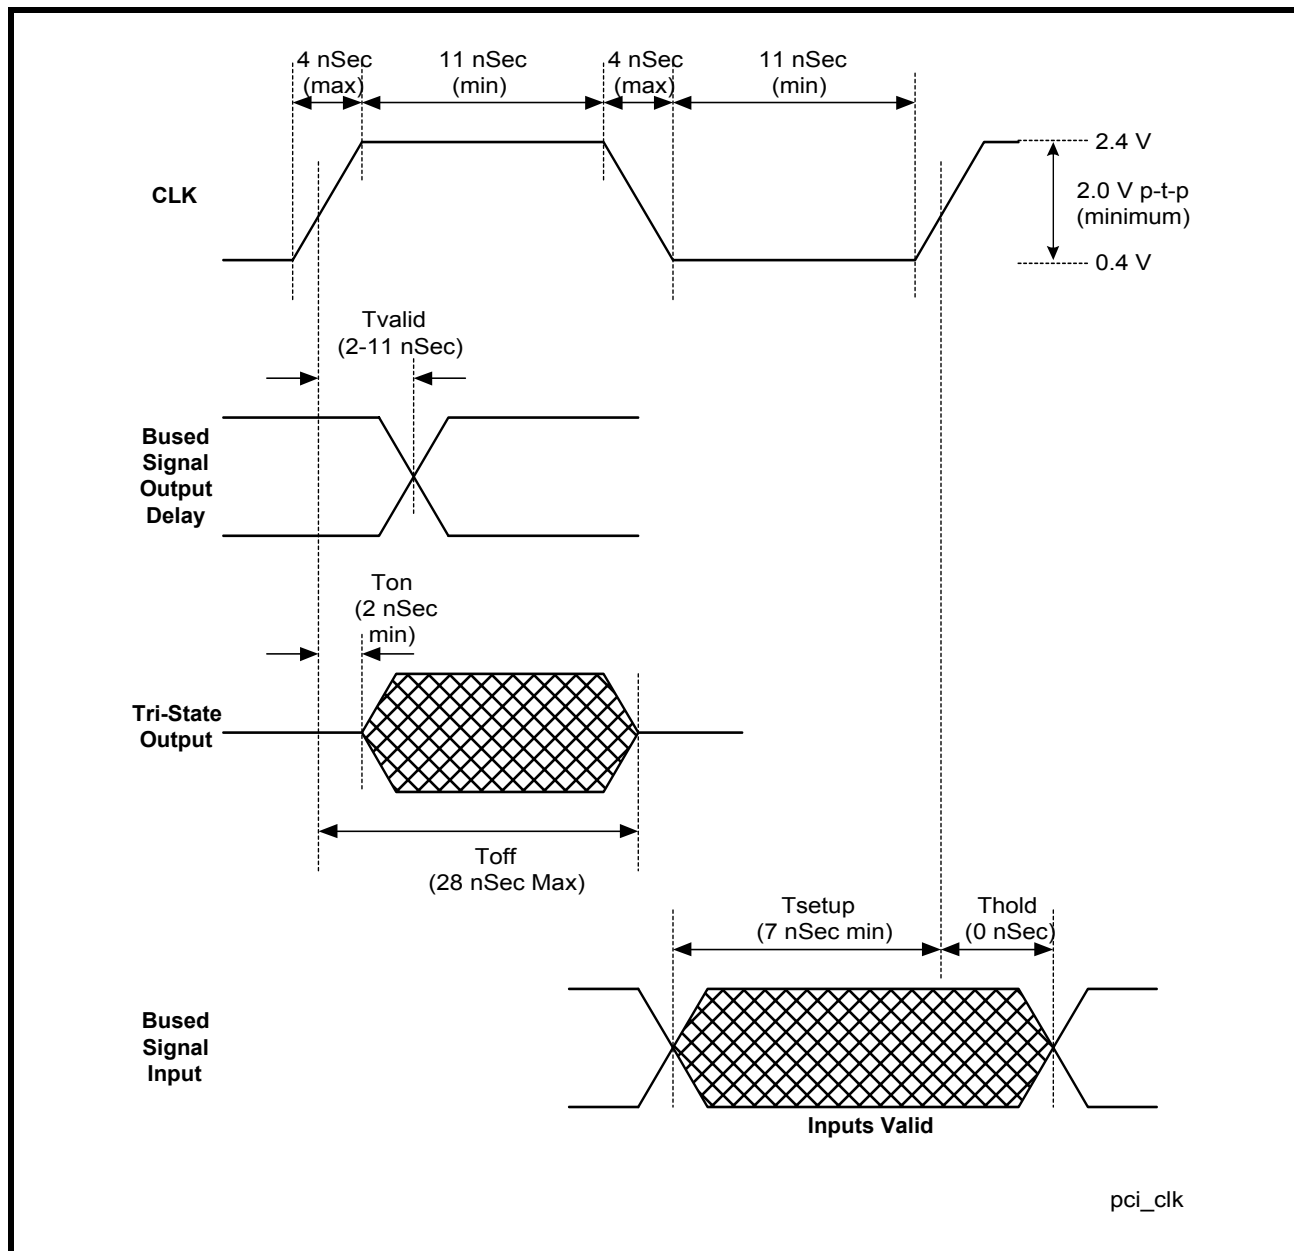 4 nSec
(max)
11 nSec
(min)
4 nSec
(max)
11 nSec
(min)
CLK
2.4 V
2.0 V p-t-p
(minimum)
0.4 V
Tvalid
(2-11 nSec)
Bused
Signal
Output
Delay
Ton
(2 nSec
min)
Tri-State
Output
Toff
(28 nSec Max)
Tsetup
(7 nSec min)
Thold
(0 nSec)
Bused
Signal
Input
Inputs Valid
pci_clk